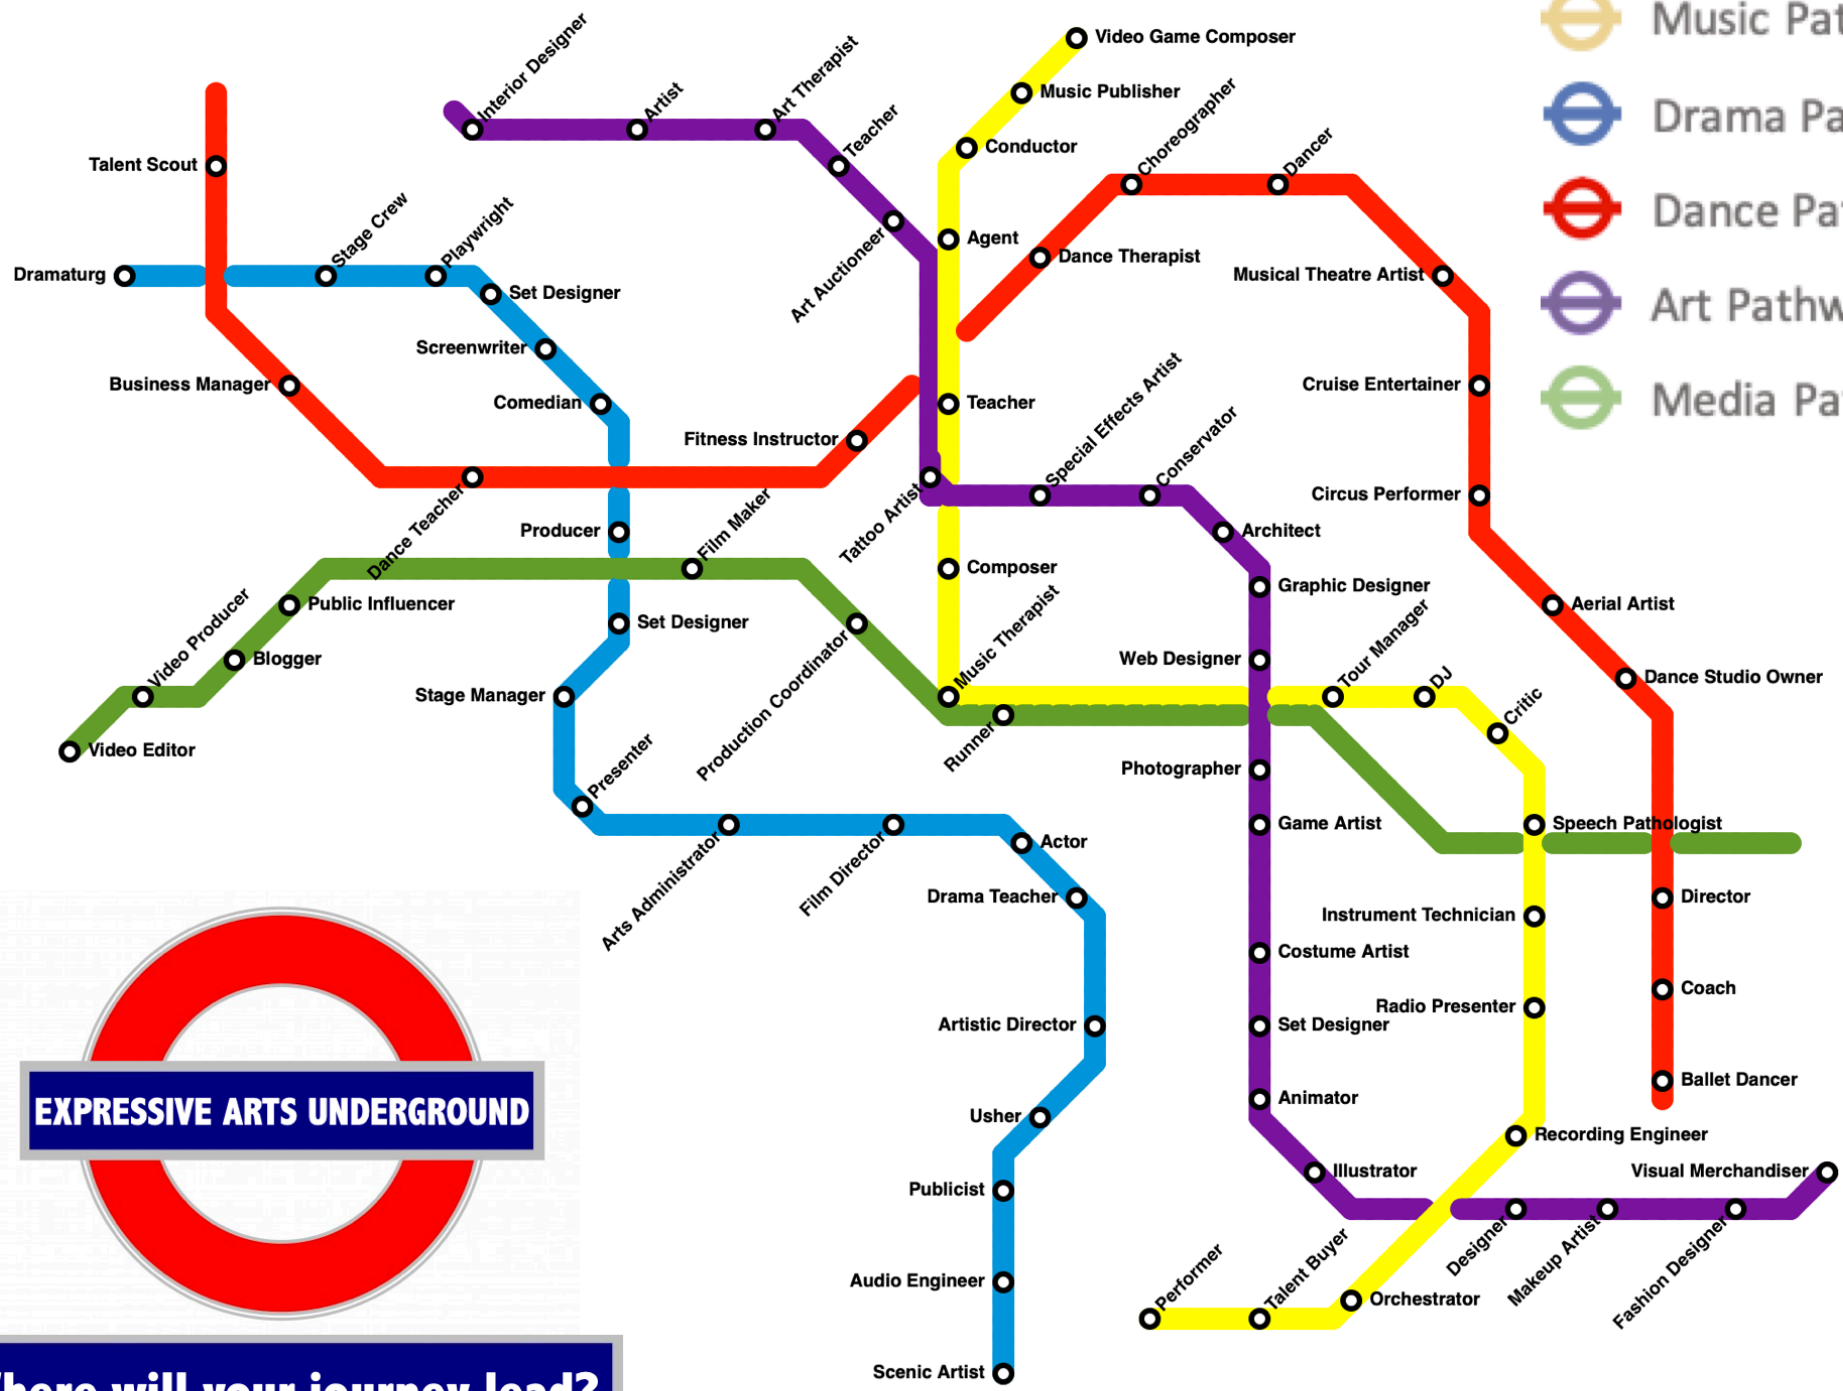 Video Game Composer
Music Publisher
Conductor
Agent
Teacher
Composer
Music Therapist
Tour Manager
DJ
Critic
Speech Pathologist
Instrument Technician
Radio Presenter
Recording Engineer
Orchestrator
Talent Buyer
Performer
Interior Designer
Artist
Art Therapist
Teacher
Art Auctioneer
Tattoo Artist
Special Effects Artist
Conservator
Architect
Graphic Designer
Web Designer
Photographer
Game Artist
Costume Artist
Set Designer
Animator
Illustrator
Designer
Makeup Artist
Fashion Designer
Visual Merchandiser
Talent Scout
Business Manager
Dance Teacher
Fitness Instructor
Dance Therapist
Choreographer
Dancer
Musical Theatre Artist
Cruise Entertainer
Circus Performer
Aerial Artist
Dance Studio Owner
Director
Coach
Ballet Dancer
Dramaturg
Stage Crew
Playwright
Set Designer
Screenwriter
Comedian
Producer
Set Designer
Stage Manager
Presenter
Arts Administrator
Film Director
Actor
Drama Teacher
Artistic Director
Usher
Publicist
Audio Engineer
Scenic Artist
Video Editor
Video Producer
Blogger
Public Influencer
Film Maker
Production Coordinator
Runner
Music Pat
Drama Pa
Dance Pa
Art Pathw
Media Pa
EXPRESSIVE ARTS UNDERGROUND
here will your journey lead?